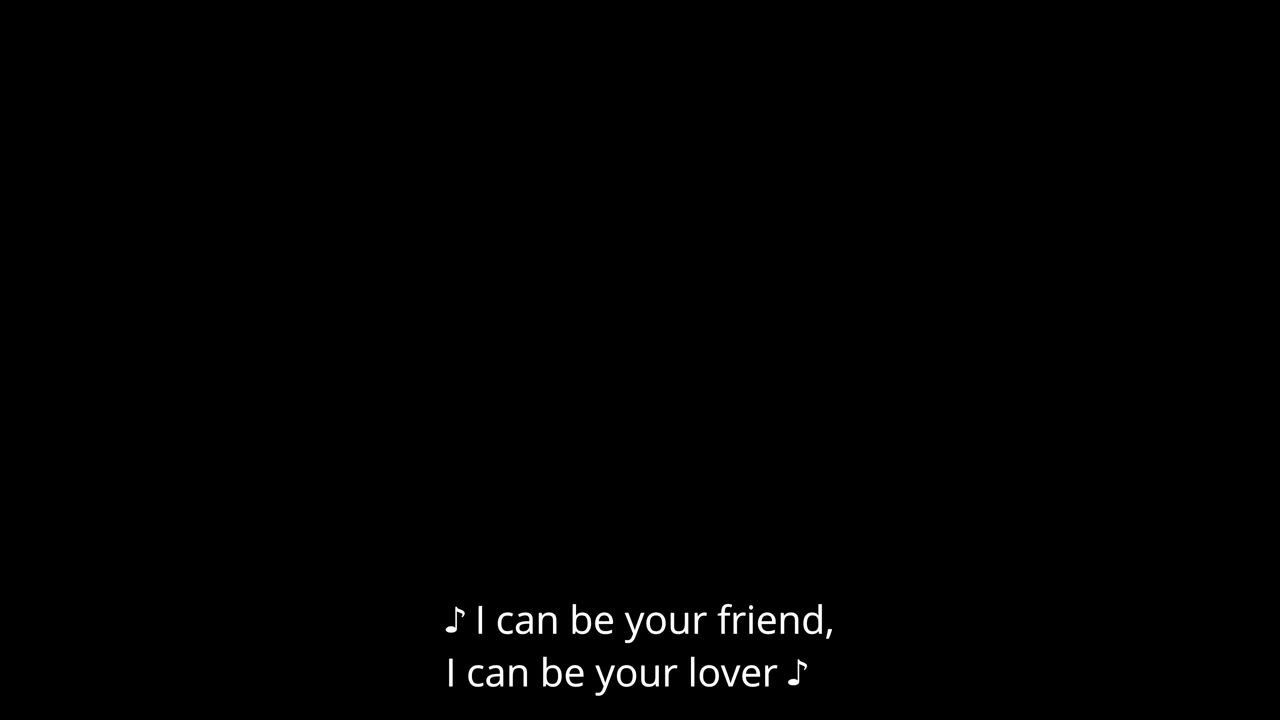 ♪ I can be your friend,
I can be your lover ♪